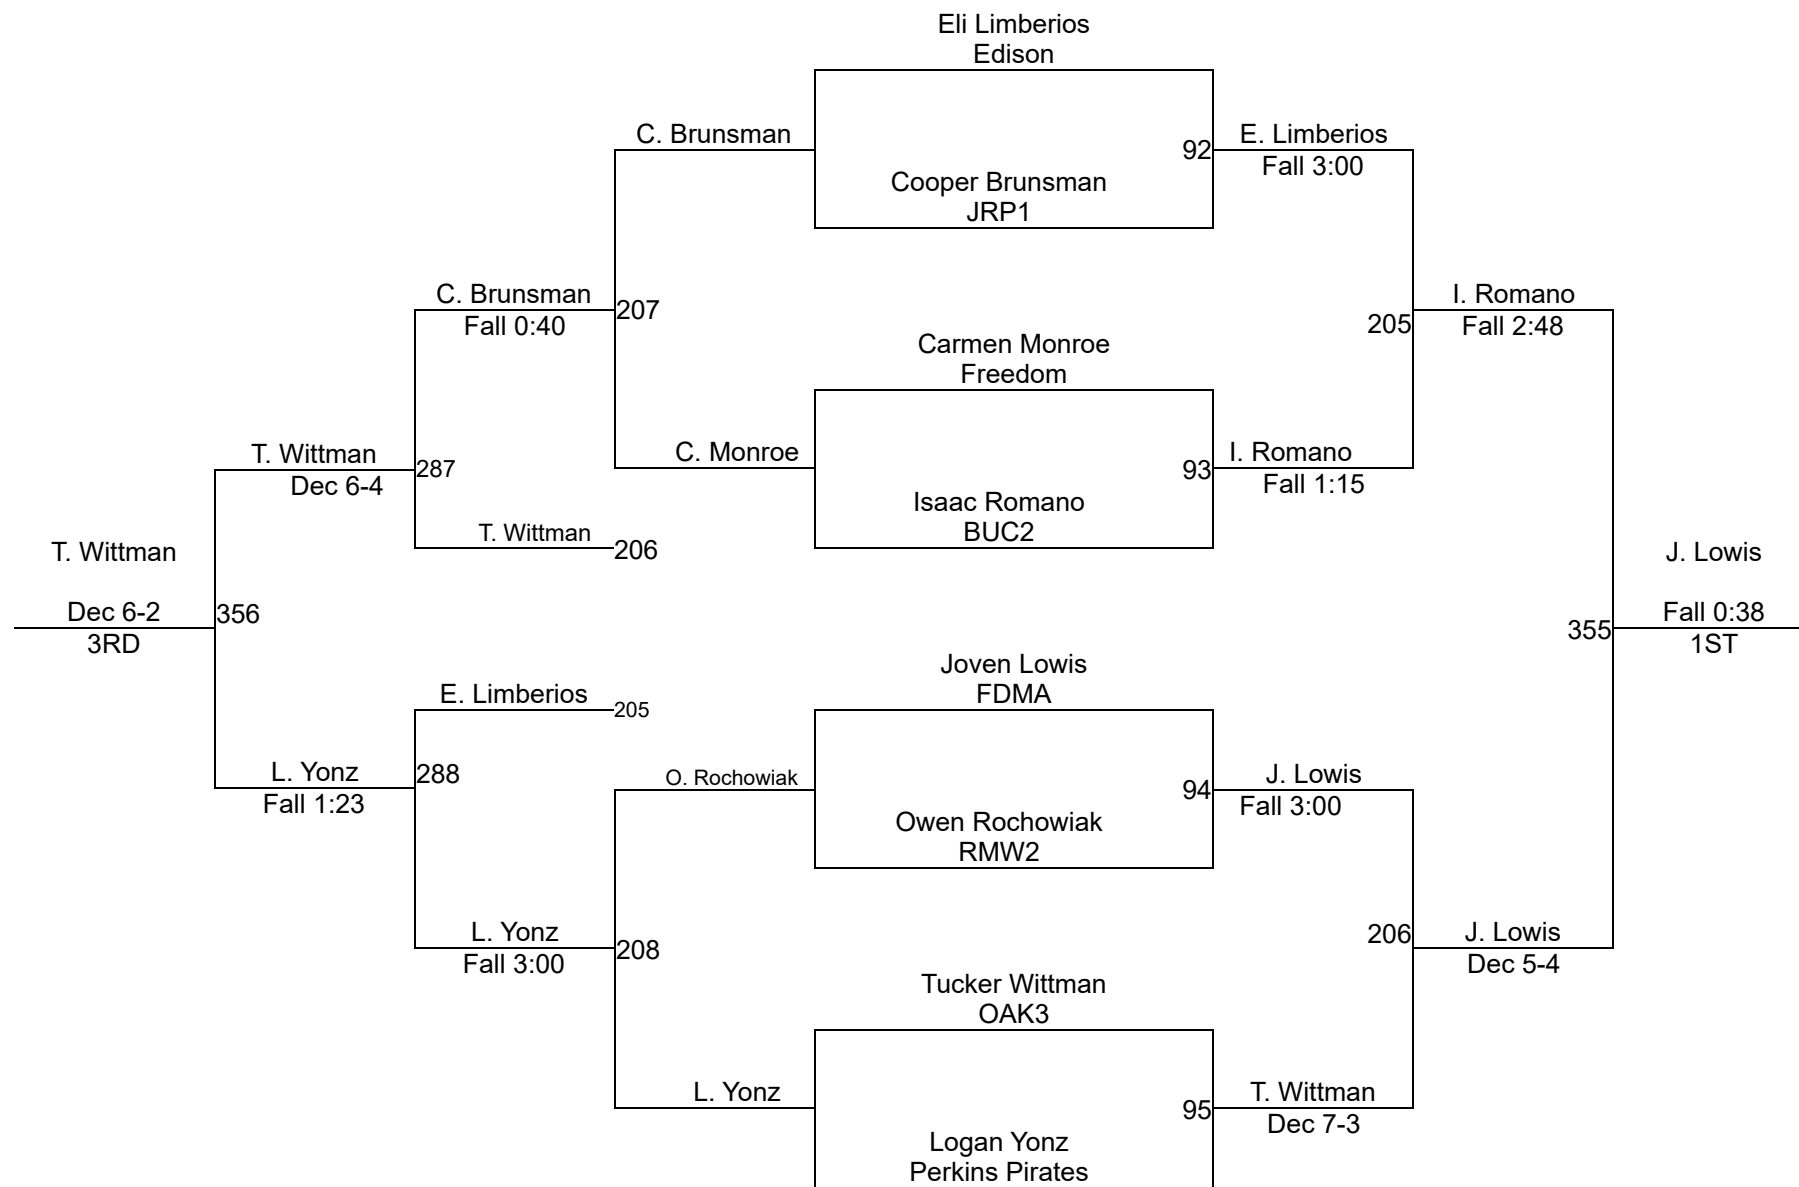 Eli Limberios
Edison
C. Brunsman
92
E. Limberios
Fall 3:00
Cooper Brunsman
JRP1
C. Brunsman
Fall 0:40
207
205
I. Romano
Fall 2:48
Carmen Monroe
Freedom
T. Wittman
Dec 6-4
287
C. Monroe
93
I. Romano
Fall 1:15
Isaac Romano
BUC2
T. Wittman
206
T. Wittman
Dec 6-2
3RD
356
J. Lowis
Fall 0:38
1ST
355
Joven Lowis
FDMA
E. Limberios
205
L. Yonz
Fall 1:23
288
O. Rochowiak
94
J. Lowis
Fall 3:00
Owen Rochowiak
RMW2
L. Yonz
Fall 3:00
208
206
J. Lowis
Dec 5-4
Tucker Wittman
OAK3
L. Yonz
95
T. Wittman
Dec 7-3
Logan Yonz
Perkins Pirates